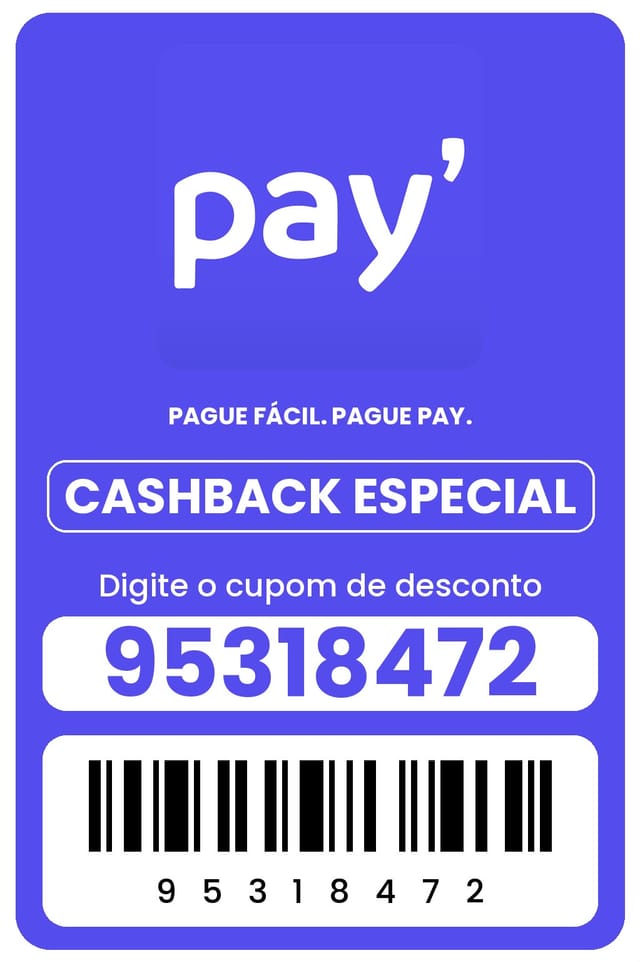 pay'
PAGUE FÁCIL. PAGUE PAY.
CASHBACK ESPECIAL
Digite o cupom de desconto
95318472
9 5 3 1 8 4 7 2